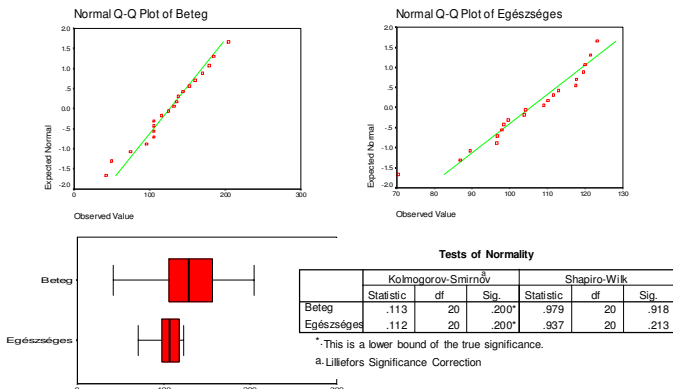 Normal Q-Q Plot of Beteg
2.0
1.5
1.0
.5
0.0
-.5
-1.0
-1.5
-2.0
Expected Normal
0
100
200
300
Observed Value
Normal Q-Q Plot of Egészséges
2.0
1.5
1.0
.5
0.0
-.5
-1.0
-1.5
-2.0
Expected Normal
70
80
90
100
110
120
130
Observed Value
Beteg
Egészséges
Tests of Normality
Kolmogorov-Smirnov a Shapiro-Wilk
Statistic df Sig. Statistic df Sig.
Beteg .113 20 .200* .979 20 .918
Egészséges .112 20 .200* .937 20 .213
*. This is a lower bound of the true significance.
a. Lilliefors Significance Correction